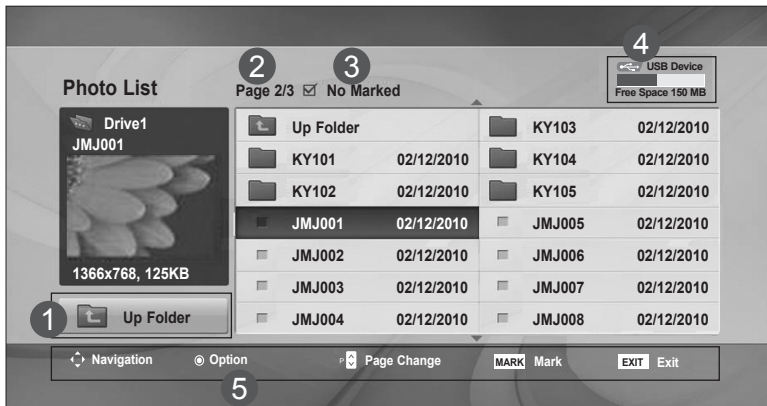 4
2
3
USB Device
Photo List
Page 2/3 No Marked
Free Space 150 MB
Drive1
JMJ001
1366x768, 125KB
1
Up Folder
Up Folder
KY101 02/12/2010
KY102 02/12/2010
JMJ001 02/12/2010
JMJ002 02/12/2010
JMJ003 02/12/2010
JMJ004 02/12/2010
KY103 02/12/2010
KY104 02/12/2010
KY105 02/12/2010
JMJ005 02/12/2010
JMJ006 02/12/2010
JMJ007 02/12/2010
JMJ008 02/12/2010
Navigation Option P Page Change MARK Mark EXIT Exit
5